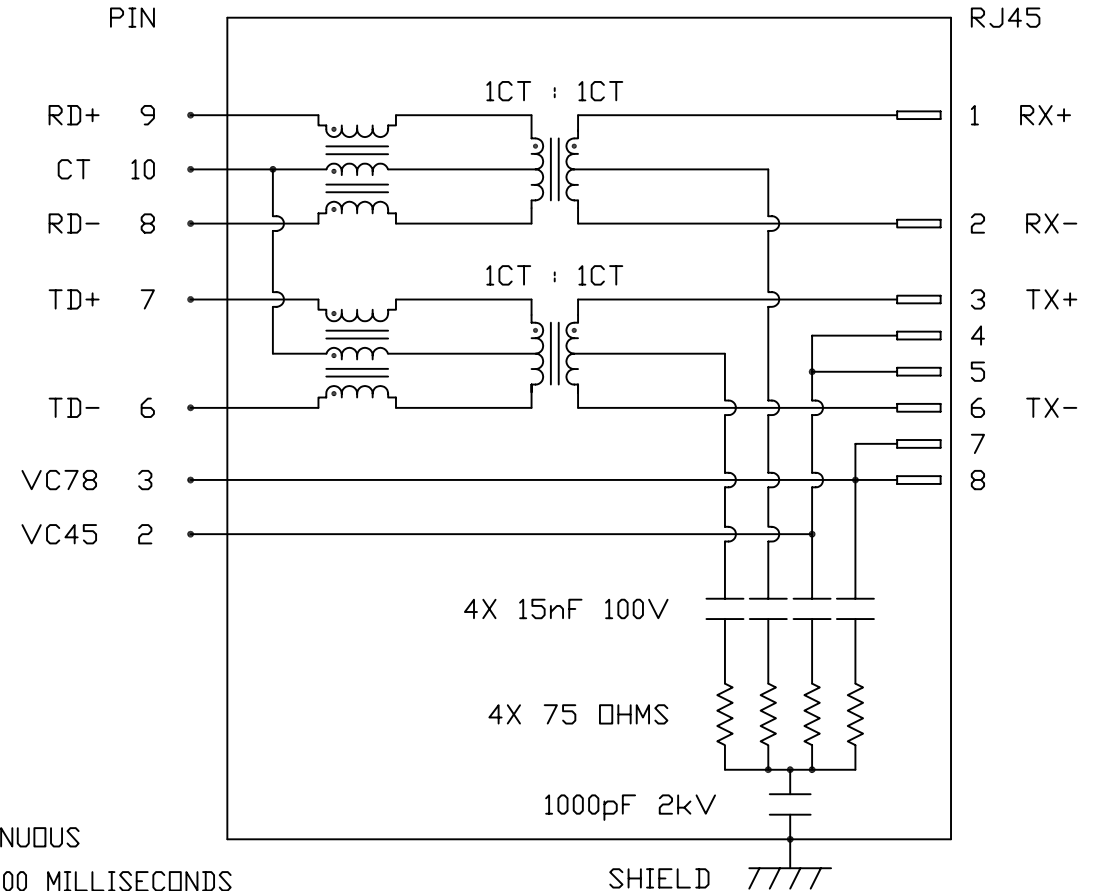 PIN RJ45
1CT : 1CT
RD+ 9 1 RX+
CT 10
RD- 8 2 RX-
1CT : 1CT
TD+ 7 3 TX+
4
5
TD- 6 6 TX-
7
VC78 3 8
VC45 2
4X 15nF 100V
4X 75 OHMS
1000pF 2kV
NUOUS
00 MILLISECONDS
SHIELD